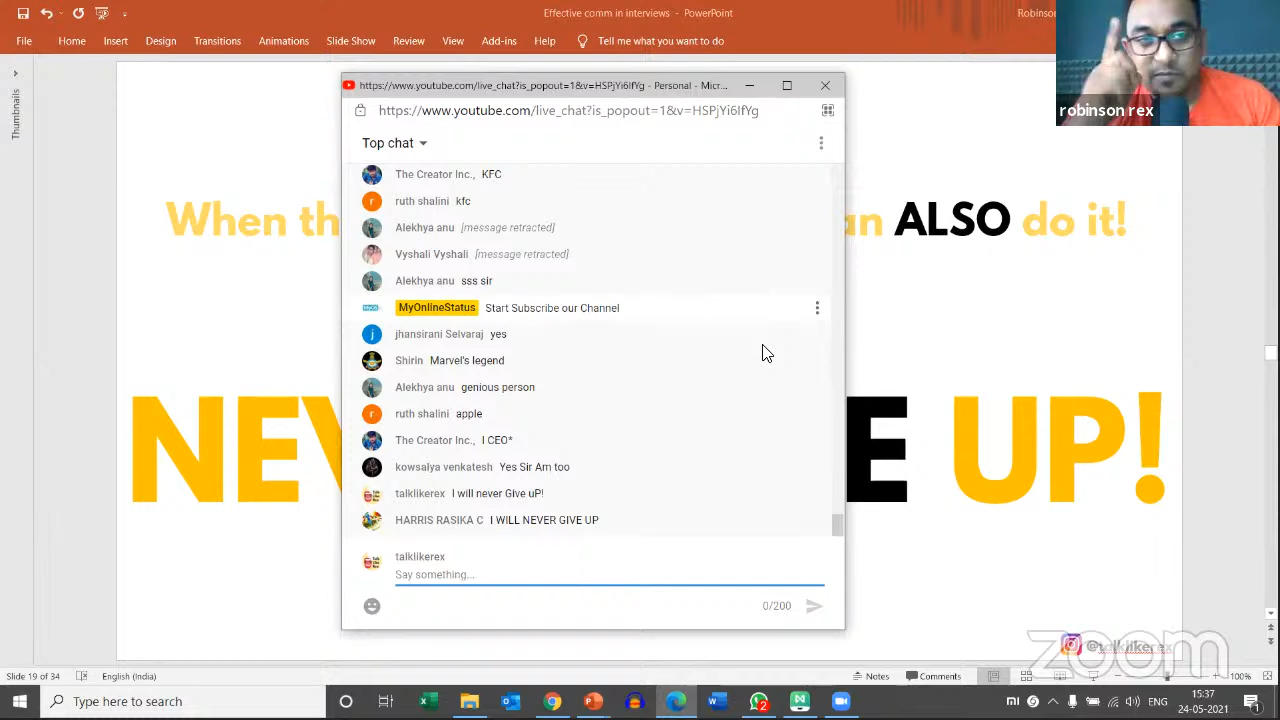 Effective comm in interviews - PowerPoint
Robinson
File Home Insert Design Transitions Animations Slide Show Review View Add-ins Help Tell me what you want to do
robinson rex
Thumbnails
https://www.youtube.com/live_chat?is_popout=1&v=HSPjYi6IfYg - Personal - Micr...
https://www.youtube.com/live_chat?is_popout=1&v=HSPjYi6IfYg
Top chat
The Creator Inc., KFC
ruth shalini kfc
Alekhya anu [message retracted]
Vyshali Vyshali [message retracted]
Alekhya anu sss sir
MyOnlineStatus Start Subscribe our Channel
jhansirani Selvaraj yes
Shirin Marvel's legend
Alekhya anu genious person
ruth shalini apple
The Creator Inc., I CEO*
kowsalya venkatesh Yes Sir Am too
talklikerex I will never Give uP!
HARRIS RASIKA C I WILL NEVER GIVE UP
talklikerex
Say something...
0/200
When th an ALSO do it!
NEV E UP!
@talklikerex
zoom
Slide 19 of 34 English (India) Notes Comments 100%
Type here to search
2
15:37
24-05-2021